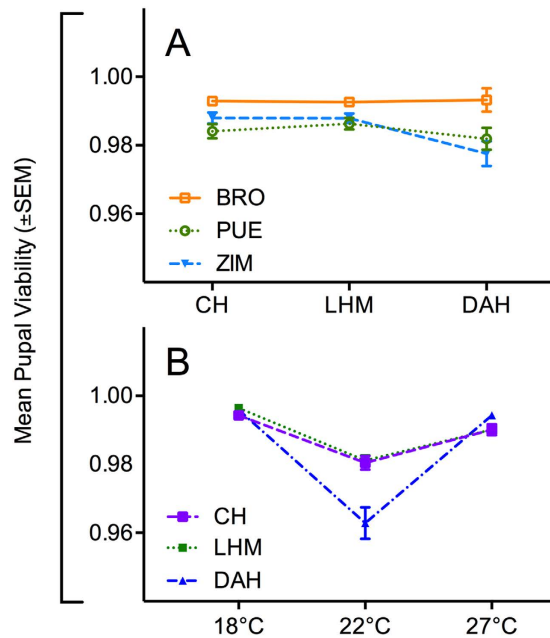 Mean Pupal Viability (±SEM)
A
1.00
0.98
0.96
BRO
PUE
ZIM
CH LHM DAH
B
1.00
0.98
0.96
CH
LHM
DAH
18°C 22°C 27°C